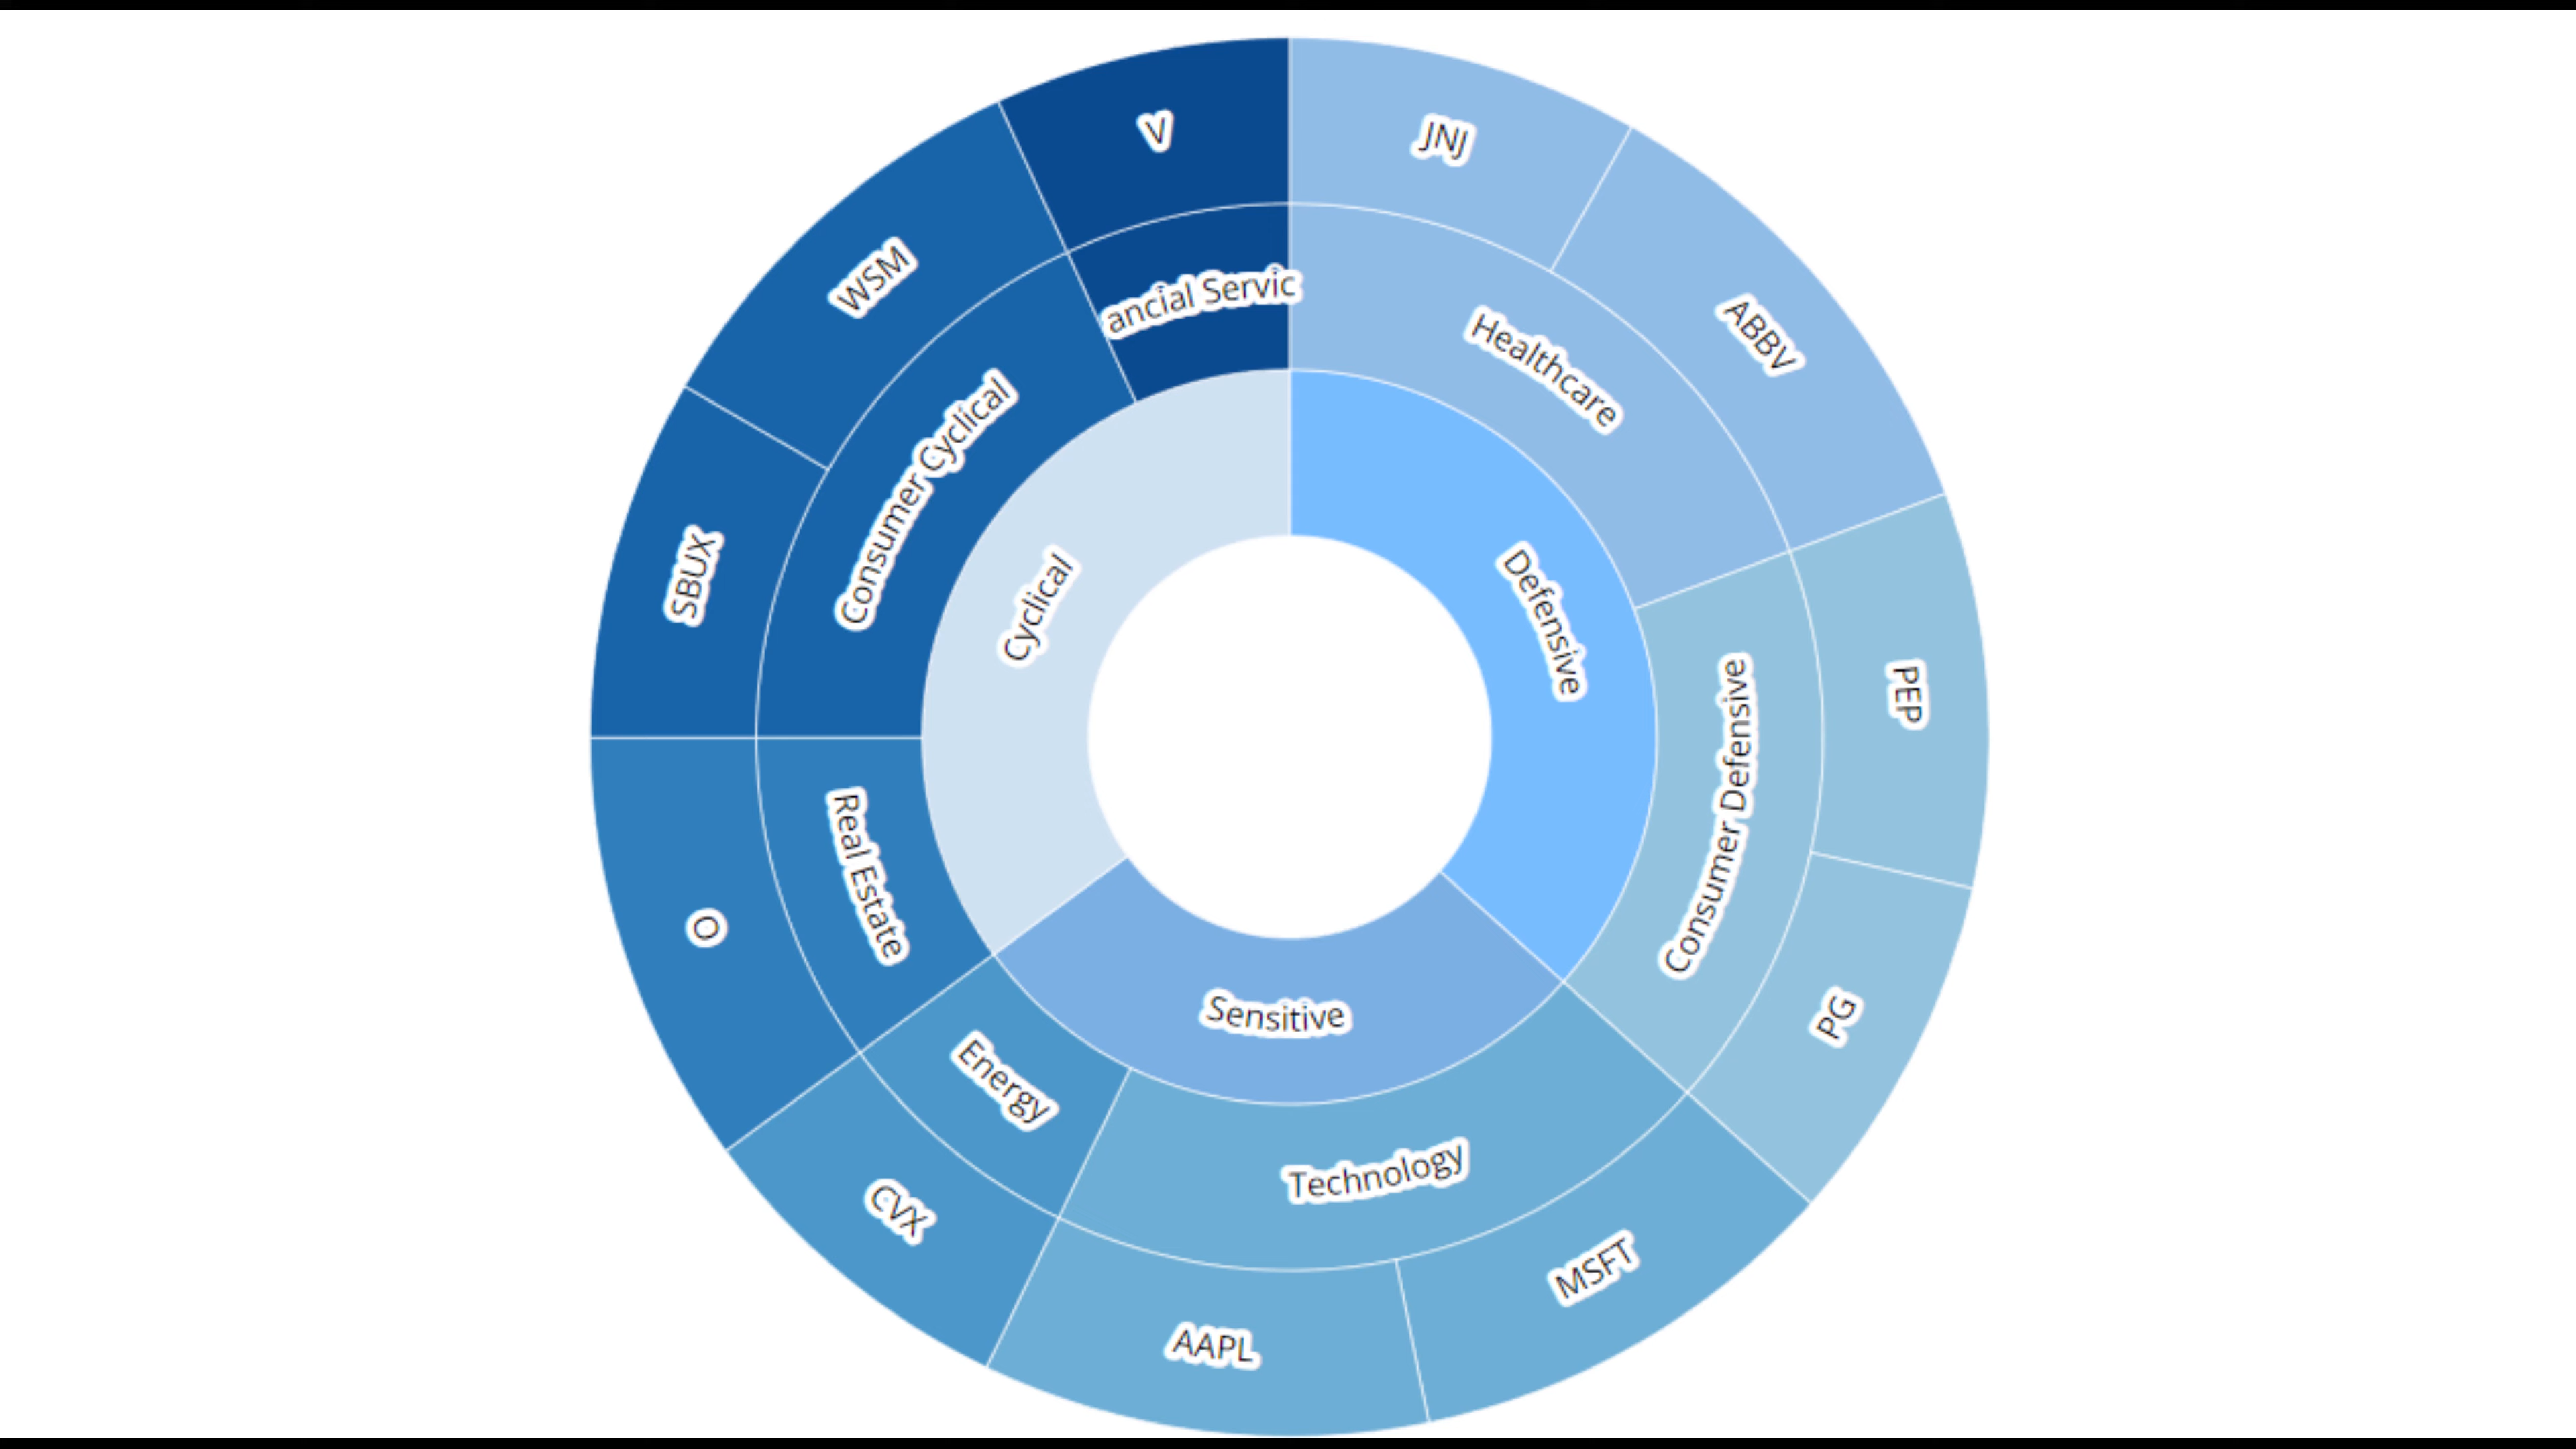 V
JNJ
WSM
ancial Servic
ABBV
Healthcare
Consumer Cyclical
SBUX
Cyclical
Defensive
PEP
Consumer Defensive
Real Estate
O
PG
Sensitive
Energy
Technology
CVX
MSFT
AAPL